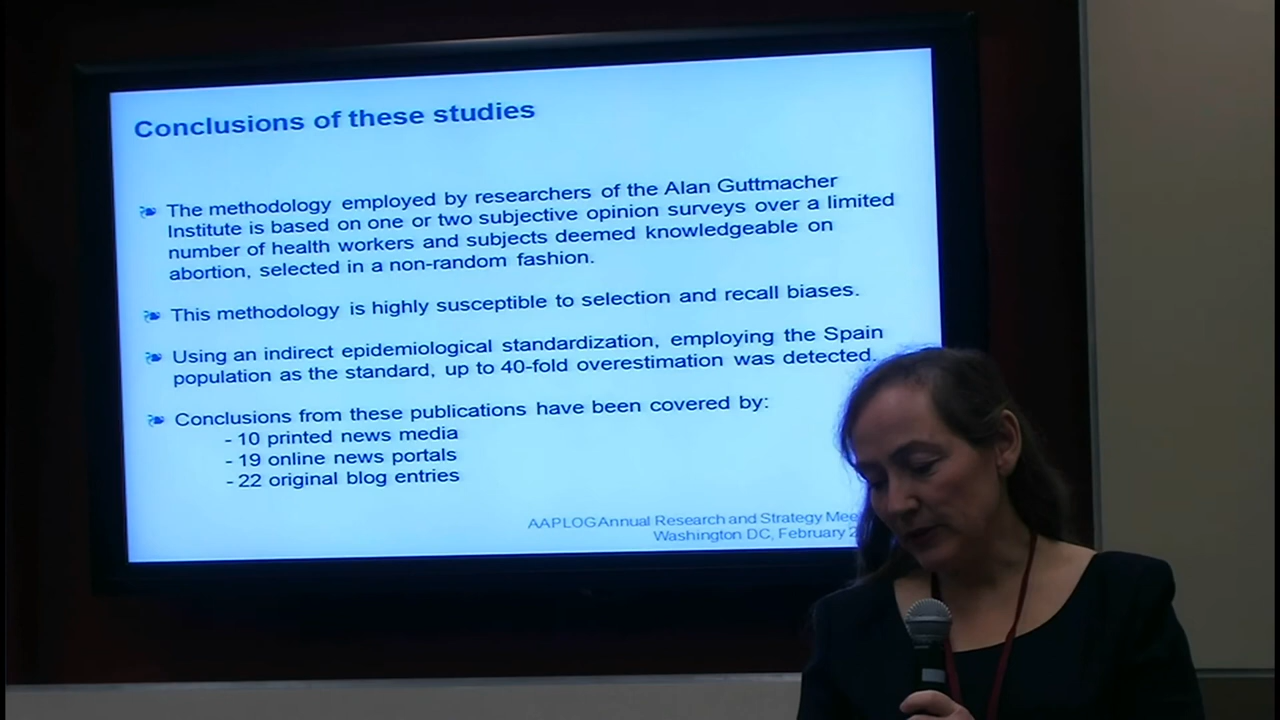 Conclusions of these studies
The methodology employed by researchers of the Alan Guttmacher
Institute is based on one or two subjective opinion surveys over a limited
number of health workers and subjects deemed knowledgeable on
abortion, selected in a non-random fashion.
This methodology is highly susceptible to selection and recall biases.
Using an indirect epidemiological standardization, employing the Spain
population as the standard, up to 40-fold overestimation was detected.
Conclusions from these publications have been covered by:
- 10 printed news media
- 19 online news portals
- 22 original blog entries
AAPLOG Annual Research and Strategy
Washington DC, February